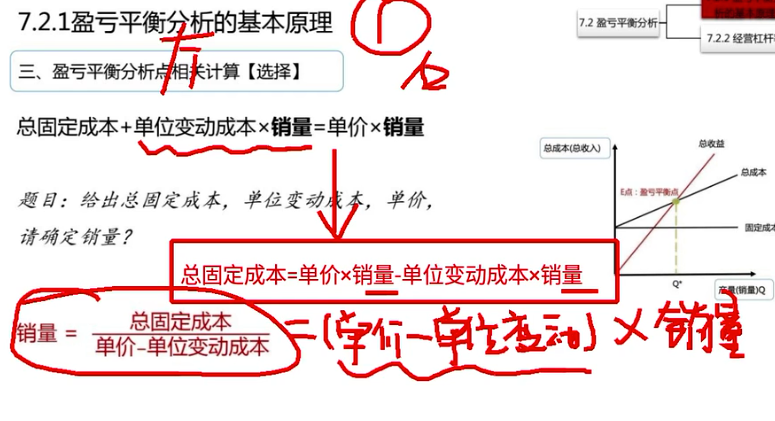 7.2.1盈亏平衡分析的基本原理
7.2 盈亏平衡分析
7.2.2 经营杠杆
三、盈亏平衡分析点相关计算【选择】
总固定成本+单位变动成本×销量=单价×销量
总成本(总收入)
总收益
总成本
E点：盈亏平衡点
固定成本
Q*
产量(销量)Q
题目：给出总固定成本，单位变动成本，单价，
请确定销量？
总固定成本=单价×销量-单位变动成本×销量
销量 = 总固定成本
单价-单位变动成本
=(单价-单位变动)×销量